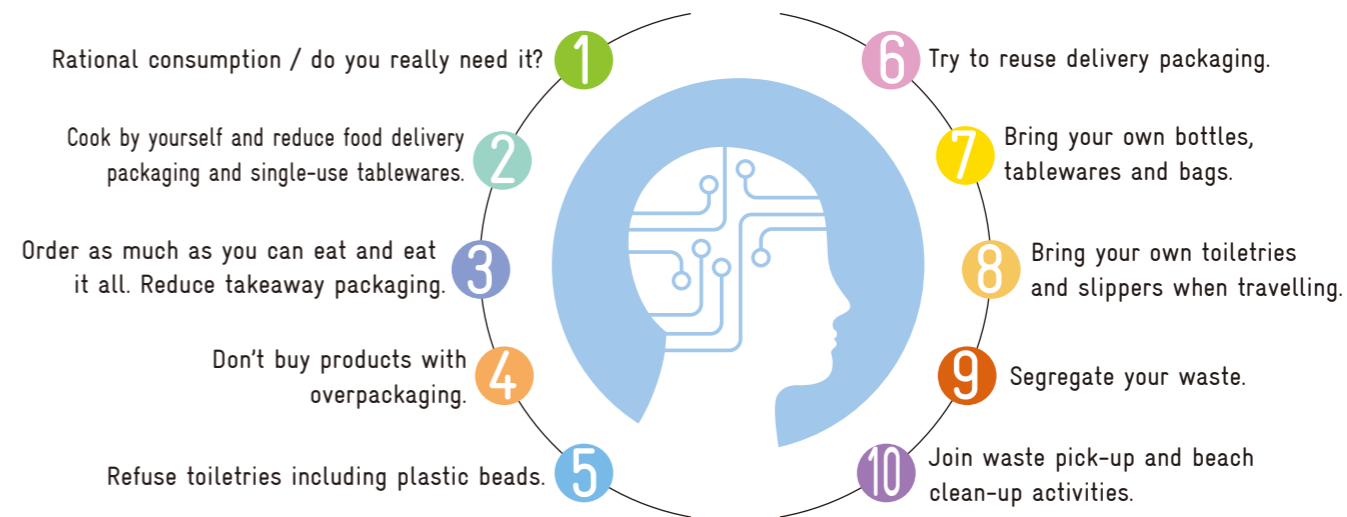 1
Rational consumption / do you really need it?
2
Cook by yourself and reduce food delivery
packaging and single-use tablewares.
3
Order as much as you can eat and eat
it all. Reduce takeaway packaging.
4
Don't buy products with
overpackaging.
5
Refuse toiletries including plastic beads.
6
Try to reuse delivery packaging.
7
Bring your own bottles,
tablewares and bags.
8
Bring your own toiletries
and slippers when travelling.
9
Segregate your waste.
10
Join waste pick-up and beach
clean-up activities.